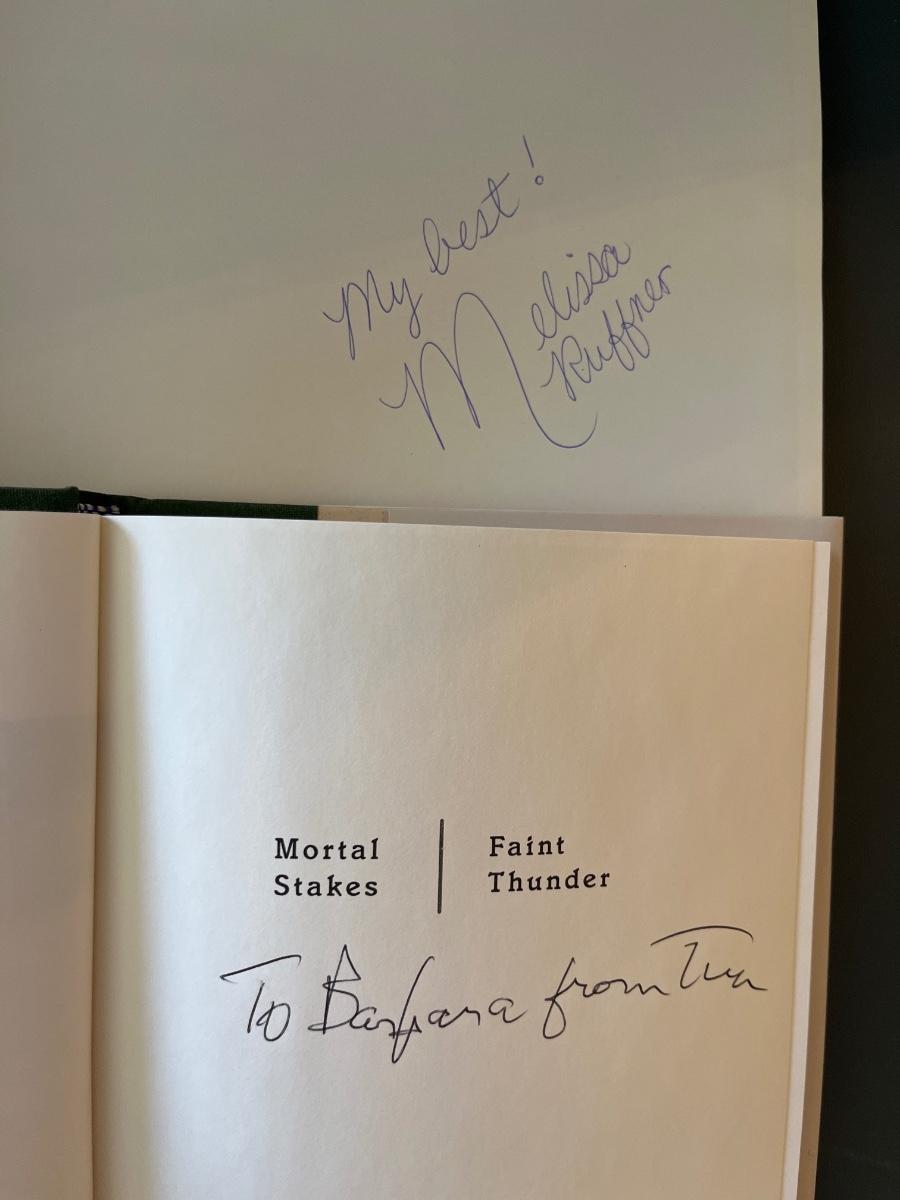 My best!
Melissa
Ruffner
Mortal
Stakes
Faint
Thunder
To Barbara from Tim